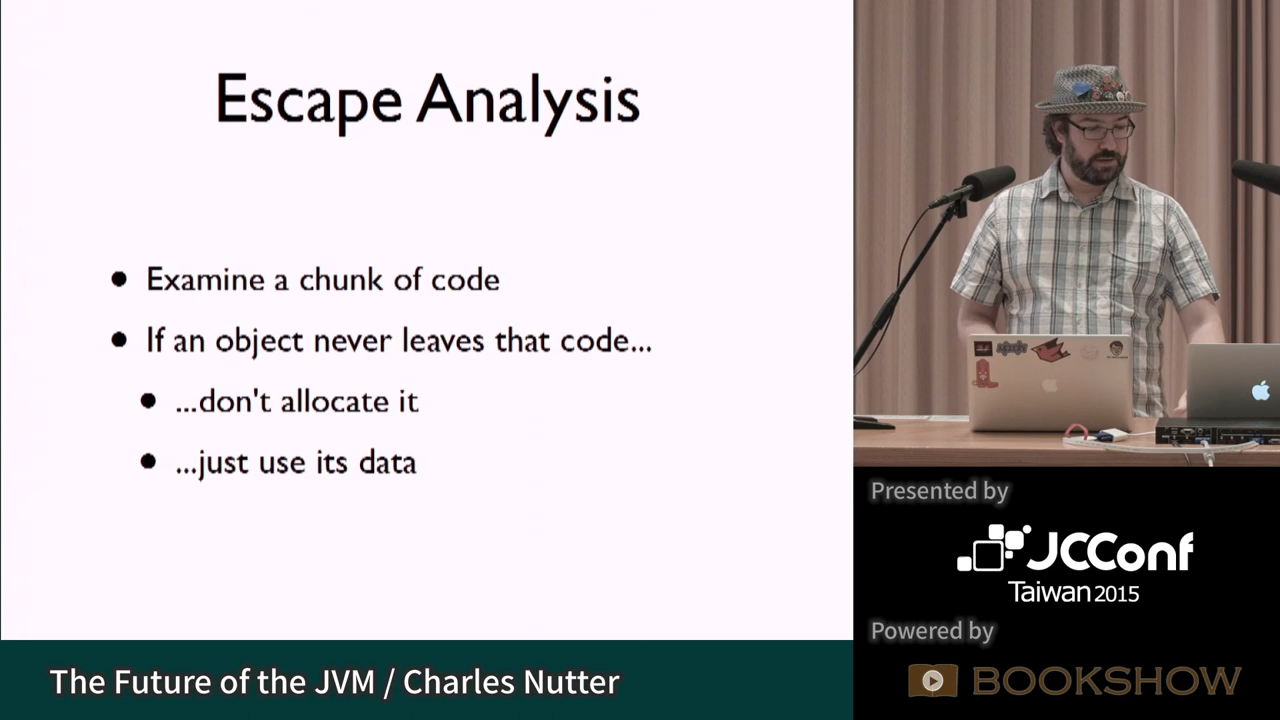 Escape Analysis
Examine a chunk of code
If an object never leaves that code...
...don't allocate it
...just use its data
The Future of the JVM / Charles Nutter
Presented by
JCConf
Taiwan 2015
Powered by
BOOKSHOW